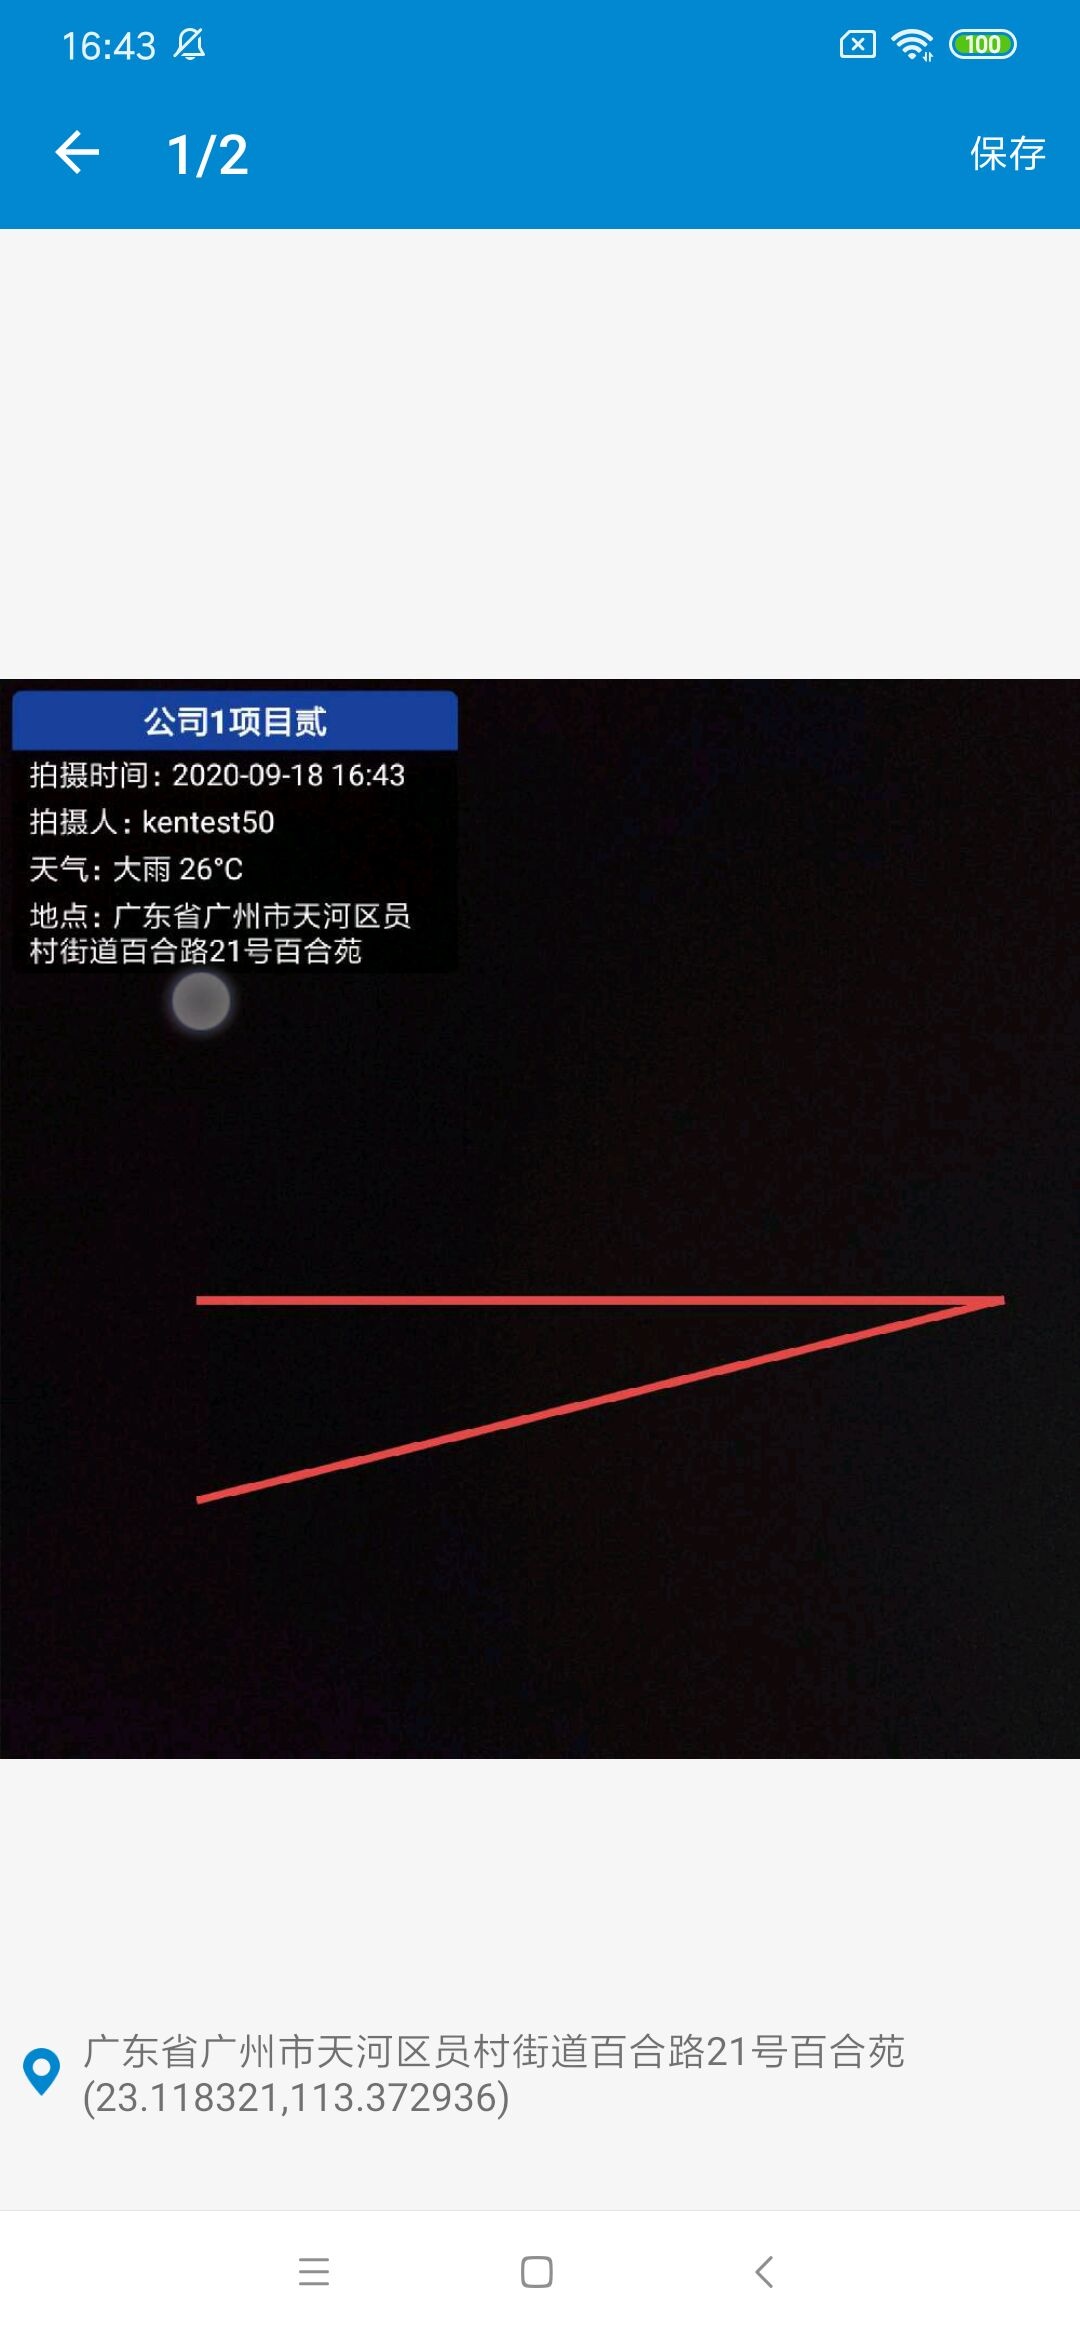 16:43
100
1/2
保存
公司1项目贰
拍摄时间: 2020-09-18 16:43
拍摄人: kentest50
天气: 大雨 26°C
地点: 广东省广州市天河区员
村街道百合路21号百合苑
广东省广州市天河区员村街道百合路21号百合苑
(23.118321,113.372936)